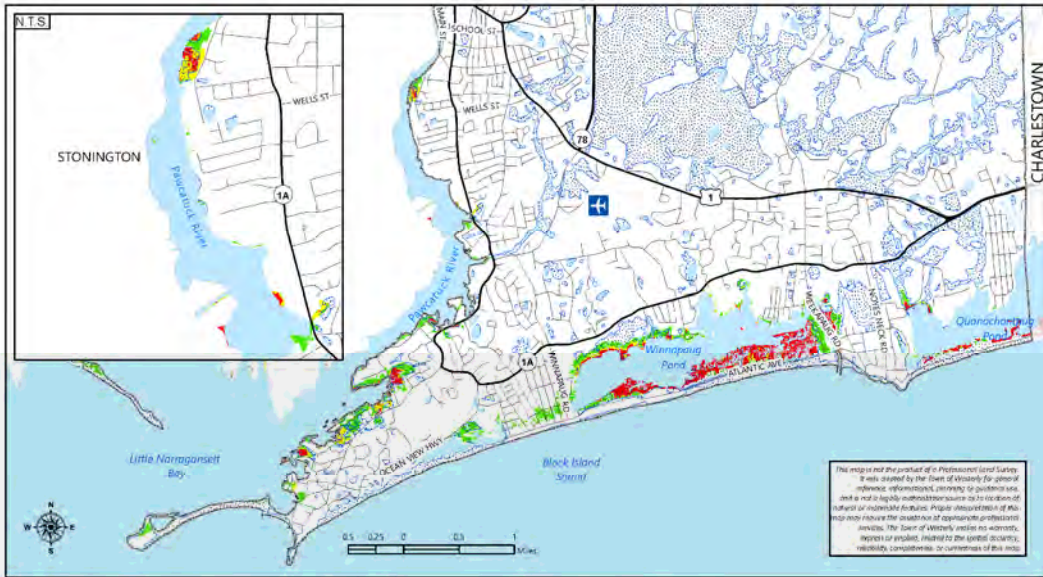 N.T.S.
STONINGTON
Pawcatuck River
WELLS ST
1A
MAIN ST
SCHOOL ST
WELLS ST
78
1
CHARLESTOWN
Pawcatuck River
1A
WINNAPAUG RD
Winnapaug
Pond
ATLANTIC AVE
WEEKAPAUG RD
NOYES NECK RD
Quonochontaug
Pond
OCEAN VIEW HWY
Little Narragansett
Bay
Block Island
Sound
N
W
E
S
0.5 0.25 0 0.5 1
Miles
This map is not the product of a Professional Land Survey.
It was created by the Town of Westerly for general
reference, informational, planning or guidance use,
and is not a legally authoritative source as to location of
natural or manmade features. Proper interpretation of this
map may require the assistance of appropriate professional
services. The Town of Westerly makes no warranty,
express or implied, related to the spatial accuracy,
reliability, completeness, or currentness of this map.